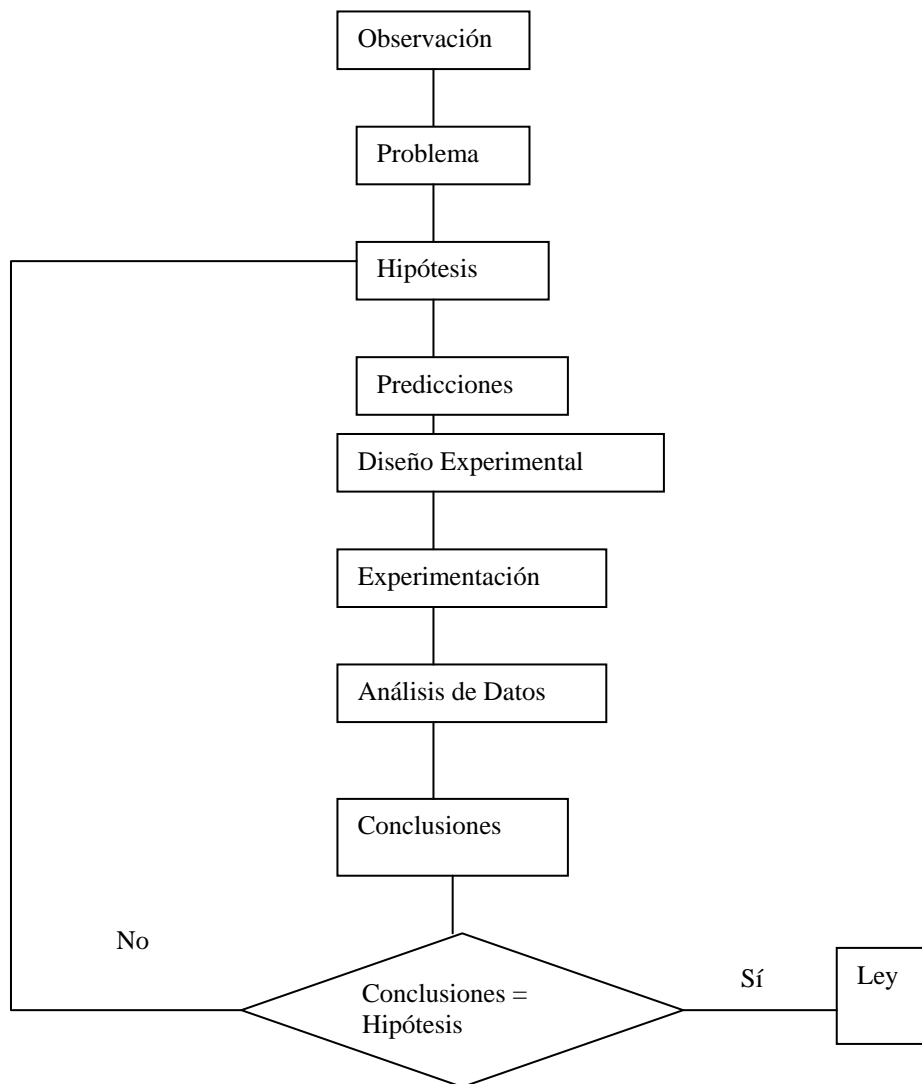 Observación
Problema
Hipótesis
Predicciones
Diseño Experimental
Experimentación
Análisis de Datos
Conclusiones
No
Conclusiones =
Hipótesis
Sí
Ley